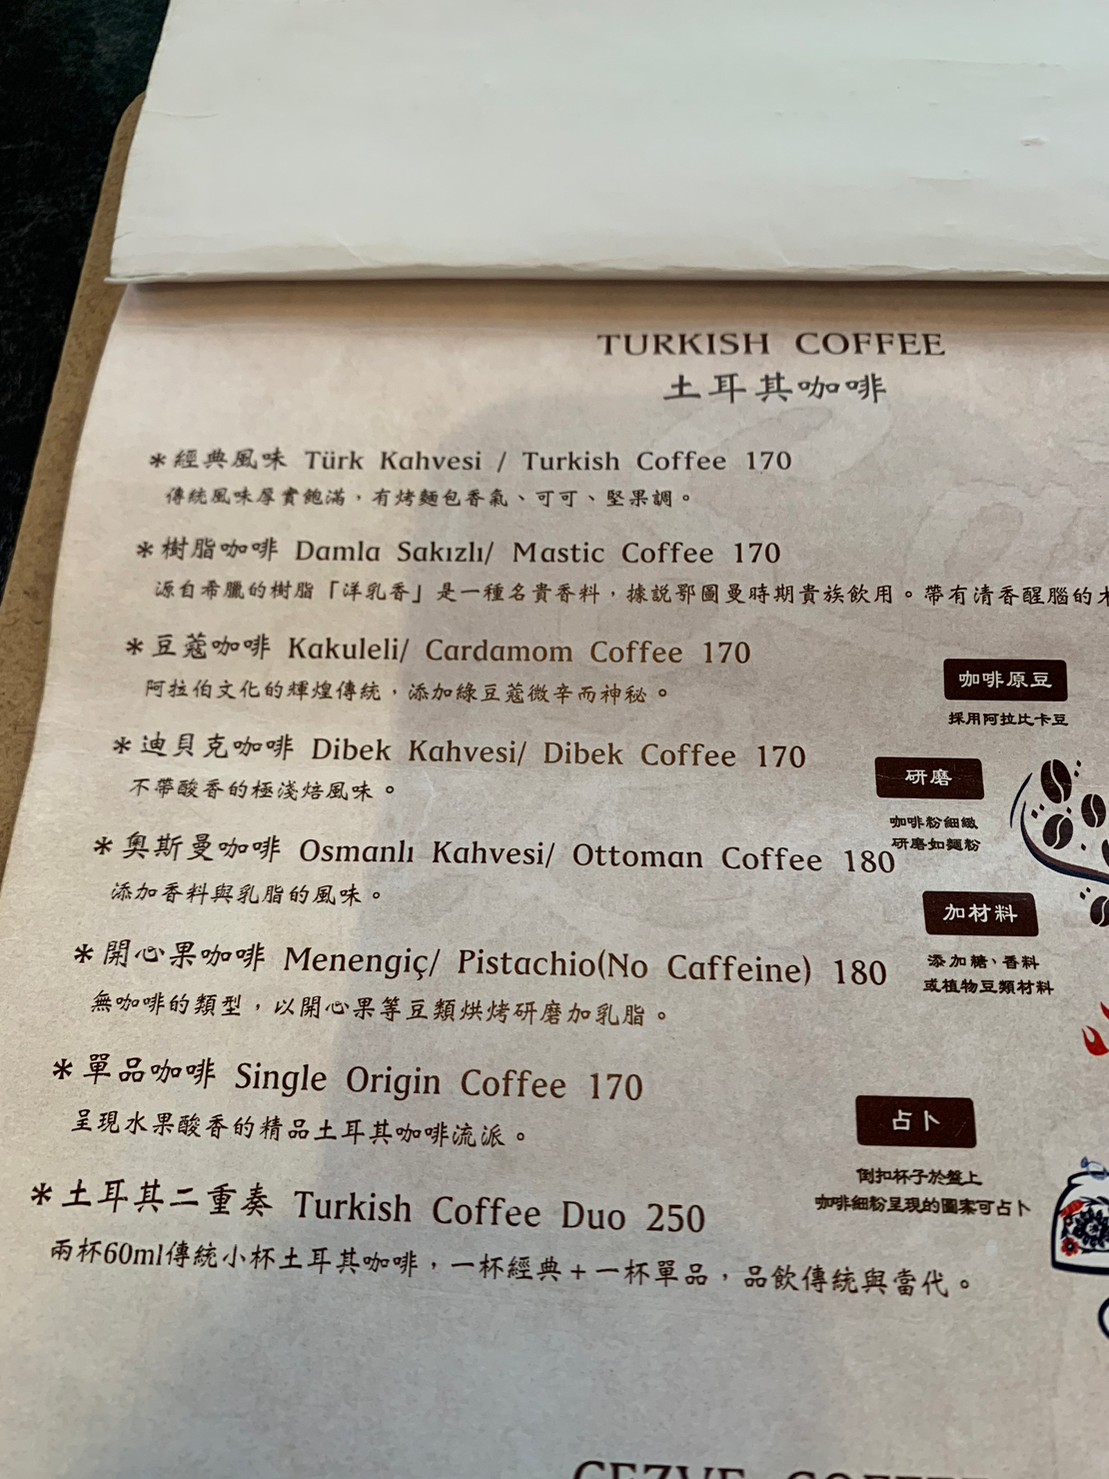 TURKISH COFFEE
土耳其咖啡
*經典風味 Türk Kahvesi / Turkish Coffee 170
傳統風味厚實飽滿，有烤麵包香氣、可可、堅果調。
*樹脂咖啡 Damla Sakızlı/ Mastic Coffee 170
源自希臘的樹脂「洋乳香」是一種名貴香料，據説鄂圖曼時期貴族飲用。帶有清香醒腦的
*豆蔻咖啡 Kakuleli/ Cardamom Coffee 170
阿拉伯文化的輝煌傳統，添加綠豆蔻微辛而神秘。
*迪貝克咖啡 Dibek Kahvesi/ Dibek Coffee 170
不帶酸香的極淺焙風味。
*奧斯曼咖啡 Osmanlı Kahvesi/ Ottoman Coffee 180
添加香料與乳脂的風味。
*開心果咖啡 Menengiç/ Pistachio(No Caffeine) 180
無咖啡的類型，以開心果等豆類烘烤研磨加乳脂。
*單品咖啡 Single Origin Coffee 170
呈現水果酸香的精品土耳其咖啡流派。
*土耳其二重奏 Turkish Coffee Duo 250
兩杯60ml傳統小杯土耳其咖啡，一杯經典+一杯單品，品飲傳統與當代。
咖啡原豆
採用阿拉比卡豆
研磨
咖啡粉細緻
研磨如麵粉
加材料
添加糖、香料
或植物豆類材料
占卜
倒扣杯子於盤上
咖啡細粉呈現的圖案可占卜